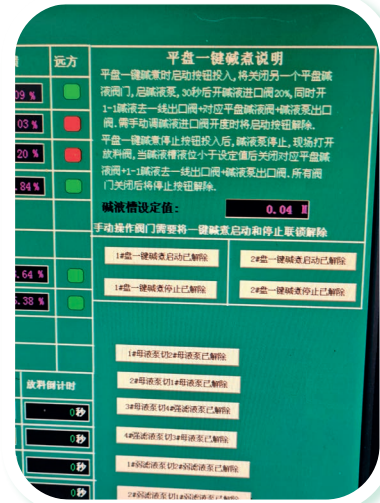 远方
平盘一键碱煮说明
平盘一键碱煮时启动按钮投入,将关闭另一个平盘碱
液阀门,启碱液泵,30秒后开碱液进口阀20%,同时开
1-1碱液去一线出口阀+对应平盘碱液阀+碱液泵出口
阀.需手动调碱液进口阀开度时将启动按钮解除.
平盘一键碱煮停止按钮投入后,碱液泵停止,现场打开
放料阀,当碱液槽液位小于设定值后关闭对应平盘碱
液阀+1-1碱液去一线出口阀+碱液泵出口阀.所有阀
门关闭后将停止按钮解除.
碱液槽设定值:
0.04 M
手动操作阀门需要将一键碱煮启动和停止联锁解除
09 %
03 %
20 %
.84 %
.64 %
.38 %
1#盘一键碱煮启动已解除
2#盘一键碱煮启动已解除
1#盘一键碱煮停止已解除
2#盘一键碱煮停止已解除
1#母液泵切2#母液泵已解除
2#母液泵切1#母液泵已解除
3#母液泵切4#强滤液泵已解除
4#强滤液泵切3#母液泵已解除
1#弱滤液泵切2#弱滤液泵已解除
2#弱滤液泵切1#弱滤液泵已解除
放料倒计时
0秒
0秒
0秒
0秒